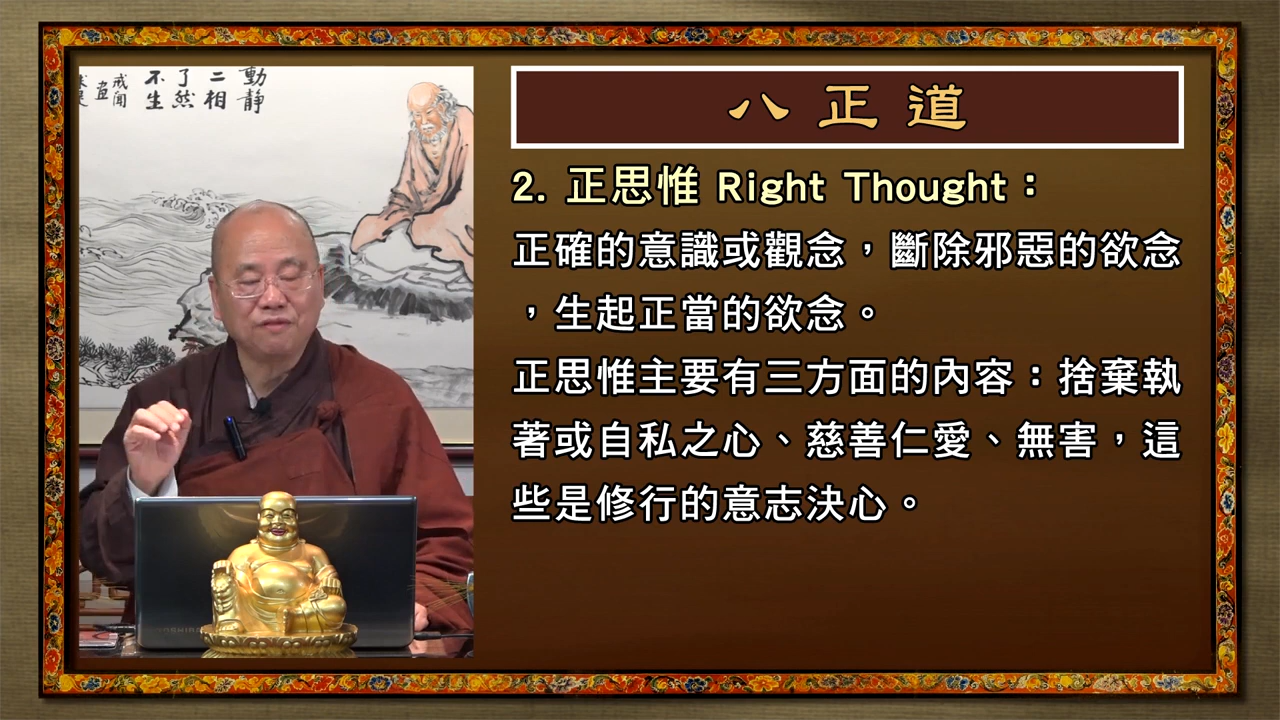 動靜
二相
了然
不生
戒聞
畫
八正道
2. 正思惟 Right Thought：
正確的意識或觀念，斷除邪惡的欲念
，生起正當的欲念。
正思惟主要有三方面的內容：捨棄執
著或自私之心、慈善仁愛、無害，這
些是修行的意志決心。
TOSHIBA